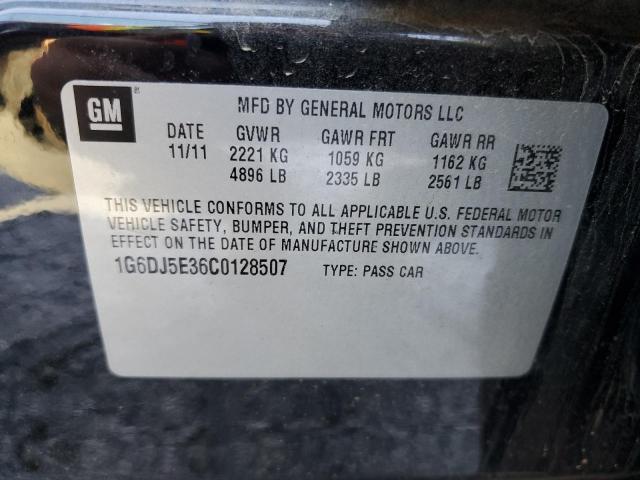 GM
MFD BY GENERAL MOTORS LLC
DATE GVWR GAWR FRT GAWR RR
11/11 2221 KG 1059 KG 1162 KG
4896 LB 2335 LB 2561 LB
THIS VEHICLE CONFORMS TO ALL APPLICABLE U.S. FEDERAL MOTOR
VEHICLE SAFETY, BUMPER, AND THEFT PREVENTION STANDARDS IN
EFFECT ON THE DATE OF MANUFACTURE SHOWN ABOVE.
1G6DJ5E36C0128507 TYPE: PASS CAR